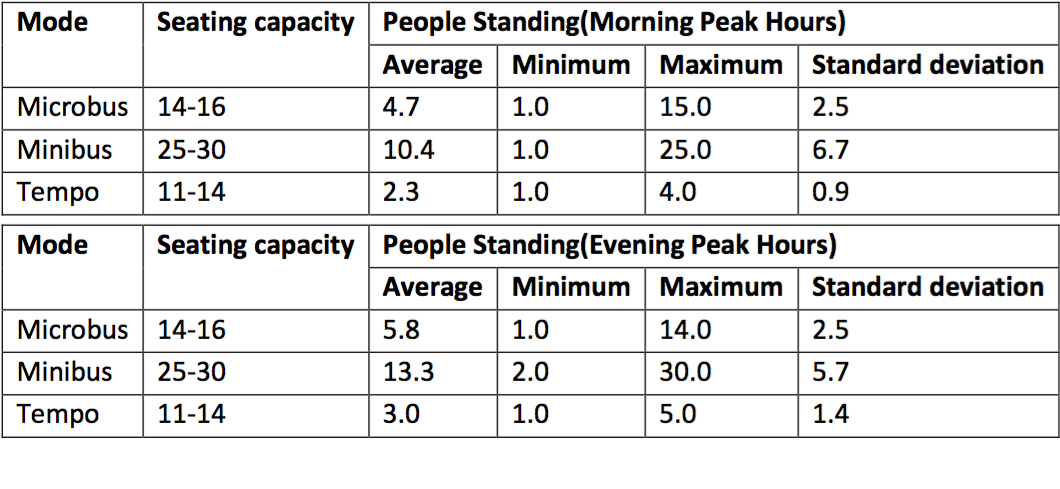 Mode Seating capacity People Standing(Morning Peak Hours)
Average Minimum Maximum Standard deviation
Microbus 14-16 4.7 1.0 15.0 2.5
Minibus 25-30 10.4 1.0 25.0 6.7
Tempo 11-14 2.3 1.0 4.0 0.9
Mode Seating capacity People Standing(Evening Peak Hours)
Average Minimum Maximum Standard deviation
Microbus 14-16 5.8 1.0 14.0 2.5
Minibus 25-30 13.3 2.0 30.0 5.7
Tempo 11-14 3.0 1.0 5.0 1.4